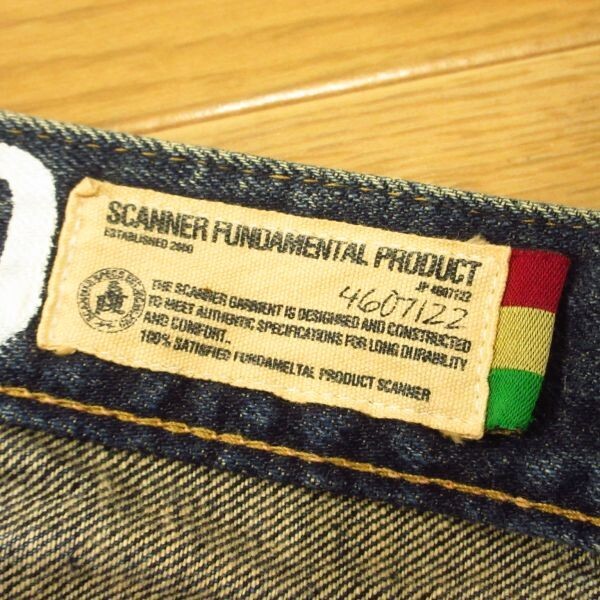 SCANNER FUNDAMENTAL PRODUCT
ESTABLISHED 2000
JP 4607122
4607122
THE SCANNER GARMENT IS DESIGNED AND CONSTRUCTED
TO MEET AUTHENTIC SPECIFICATIONS FOR LONG DURABILITY
AND COMFORT..
100% SATISFIED FUNDAMELTAL PRODUCT SCANNER